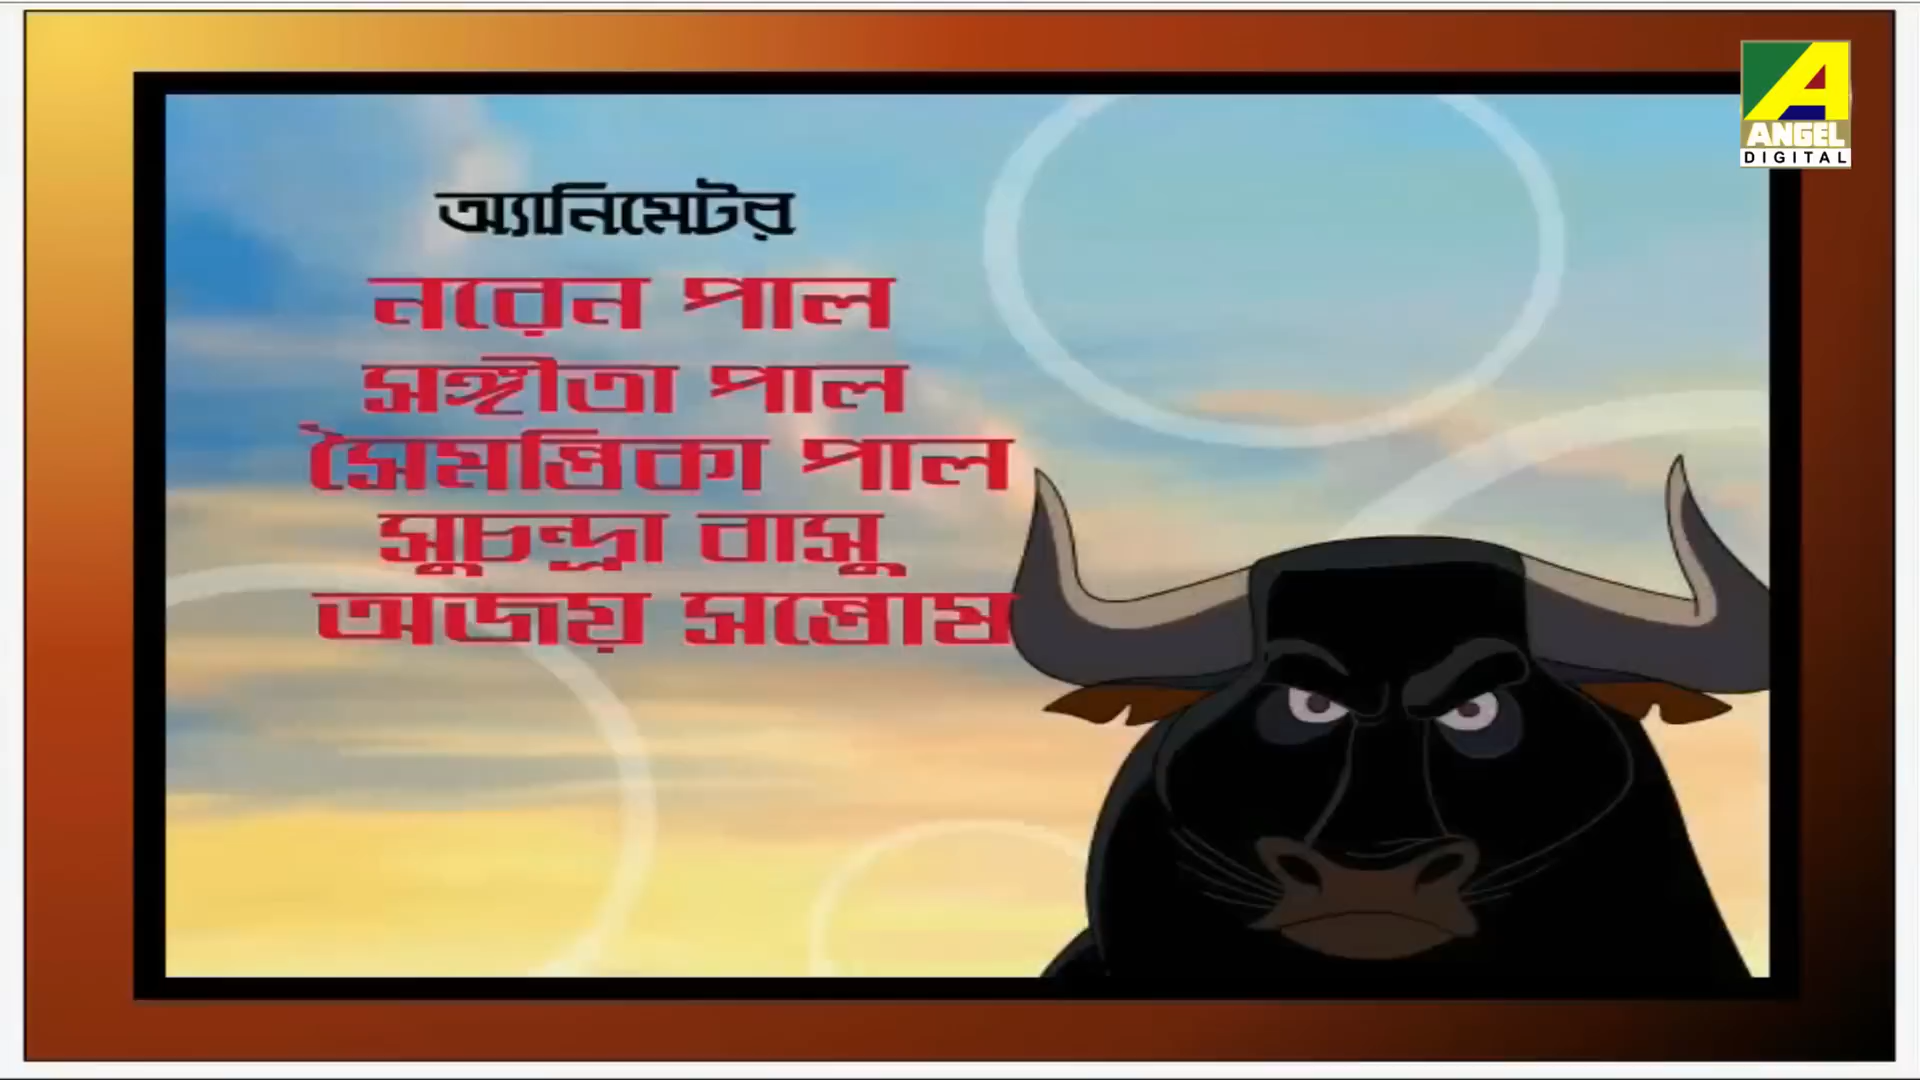 ANGEL
DIGITAL
অ্যানিমেটর
নরেন পাল
সঙ্গীতা পাল
সৈমন্ত্রিকা পাল
সুচন্দ্রা বাসু
অজয় সন্তোষ